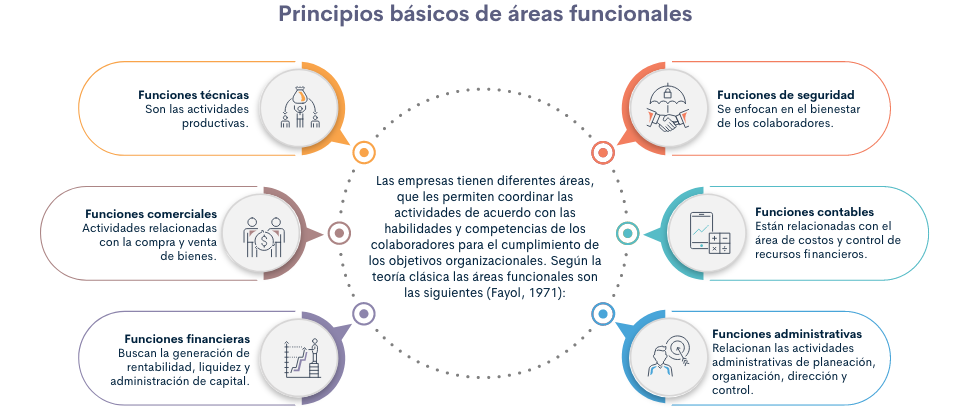 Principios básicos de áreas funcionales
Funciones técnicas
Son las actividades
productivas.
Funciones comerciales
Actividades relacionadas
con la compra y venta
de bienes.
Funciones financieras
Buscan la generación de
rentabilidad, liquidez y
administración de capital.
Las empresas tienen diferentes áreas,
que les permiten coordinar las
actividades de acuerdo con las
habilidades y competencias de los
colaboradores para el cumplimiento de
los objetivos organizacionales. Según la
teoría clásica las áreas funcionales son
las siguientes (Fayol, 1971):
Funciones de seguridad
Se enfocan en el bienestar
de los colaboradores.
Funciones contables
Están relacionadas con el
área de costos y control de
recursos financieros.
Funciones administrativas
Relacionan las actividades
administrativas de planeación,
organización, dirección y
control.